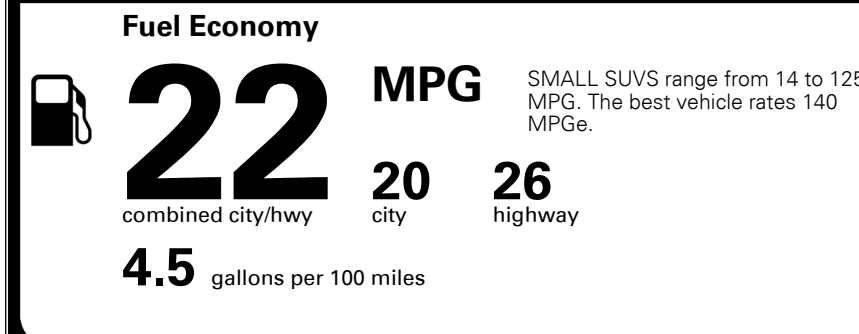 Fuel Economy
22
MPG
SMALL SUVS range from 14 to 125
MPG. The best vehicle rates 140
MPGe.
20
26
combined city/hwy
city
highway
4.5 gallons per 100 miles